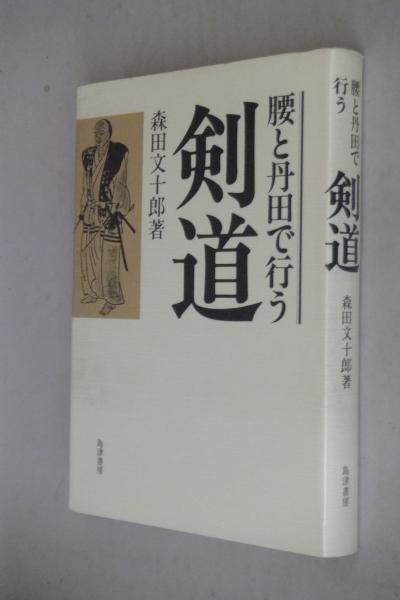 腰と丹田で行う
剣道
森田文十郎著
島津書房
腰と丹田で
行う
剣道
森田文十郎著
島津書房